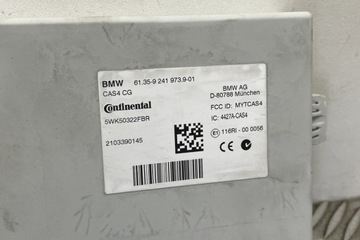 BMW 61.35-9 241 973.9-01
CAS4 CG
BMW AG
D-80788 München
Continental
FCC ID: MYTCAS4
5WK50322FBR
IC: 4427A-CAS4
E1 116RI - 00 0056
2103390145
CE